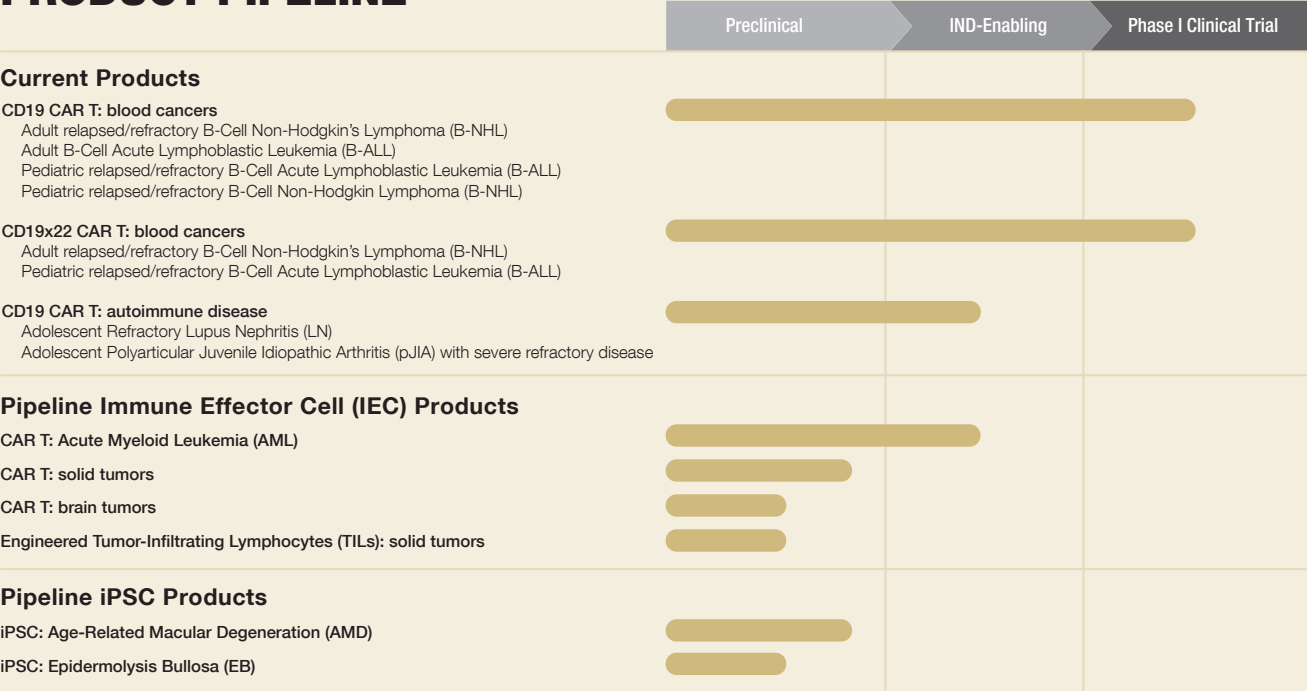 PRODUCT PIPELINE
Preclinical
IND-Enabling
Phase I Clinical Trial
Current Products
CD19 CAR T: blood cancers
Adult relapsed/refractory B-Cell Non-Hodgkin’s Lymphoma (B-NHL)
Adult B-Cell Acute Lymphoblastic Leukemia (B-ALL)
Pediatric relapsed/refractory B-Cell Acute Lymphoblastic Leukemia (B-ALL)
Pediatric relapsed/refractory B-Cell Non-Hodgkin Lymphoma (B-NHL)
CD19x22 CAR T: blood cancers
Adult relapsed/refractory B-Cell Non-Hodgkin’s Lymphoma (B-NHL)
Pediatric relapsed/refractory B-Cell Acute Lymphoblastic Leukemia (B-ALL)
CD19 CAR T: autoimmune disease
Adolescent Refractory Lupus Nephritis (LN)
Adolescent Polyarticular Juvenile Idiopathic Arthritis (pJIA) with severe refractory disease
Pipeline Immune Effector Cell (IEC) Products
CAR T: Acute Myeloid Leukemia (AML)
CAR T: solid tumors
CAR T: brain tumors
Engineered Tumor-Infiltrating Lymphocytes (TILs): solid tumors
Pipeline iPSC Products
iPSC: Age-Related Macular Degeneration (AMD)
iPSC: Epidermolysis Bullosa (EB)